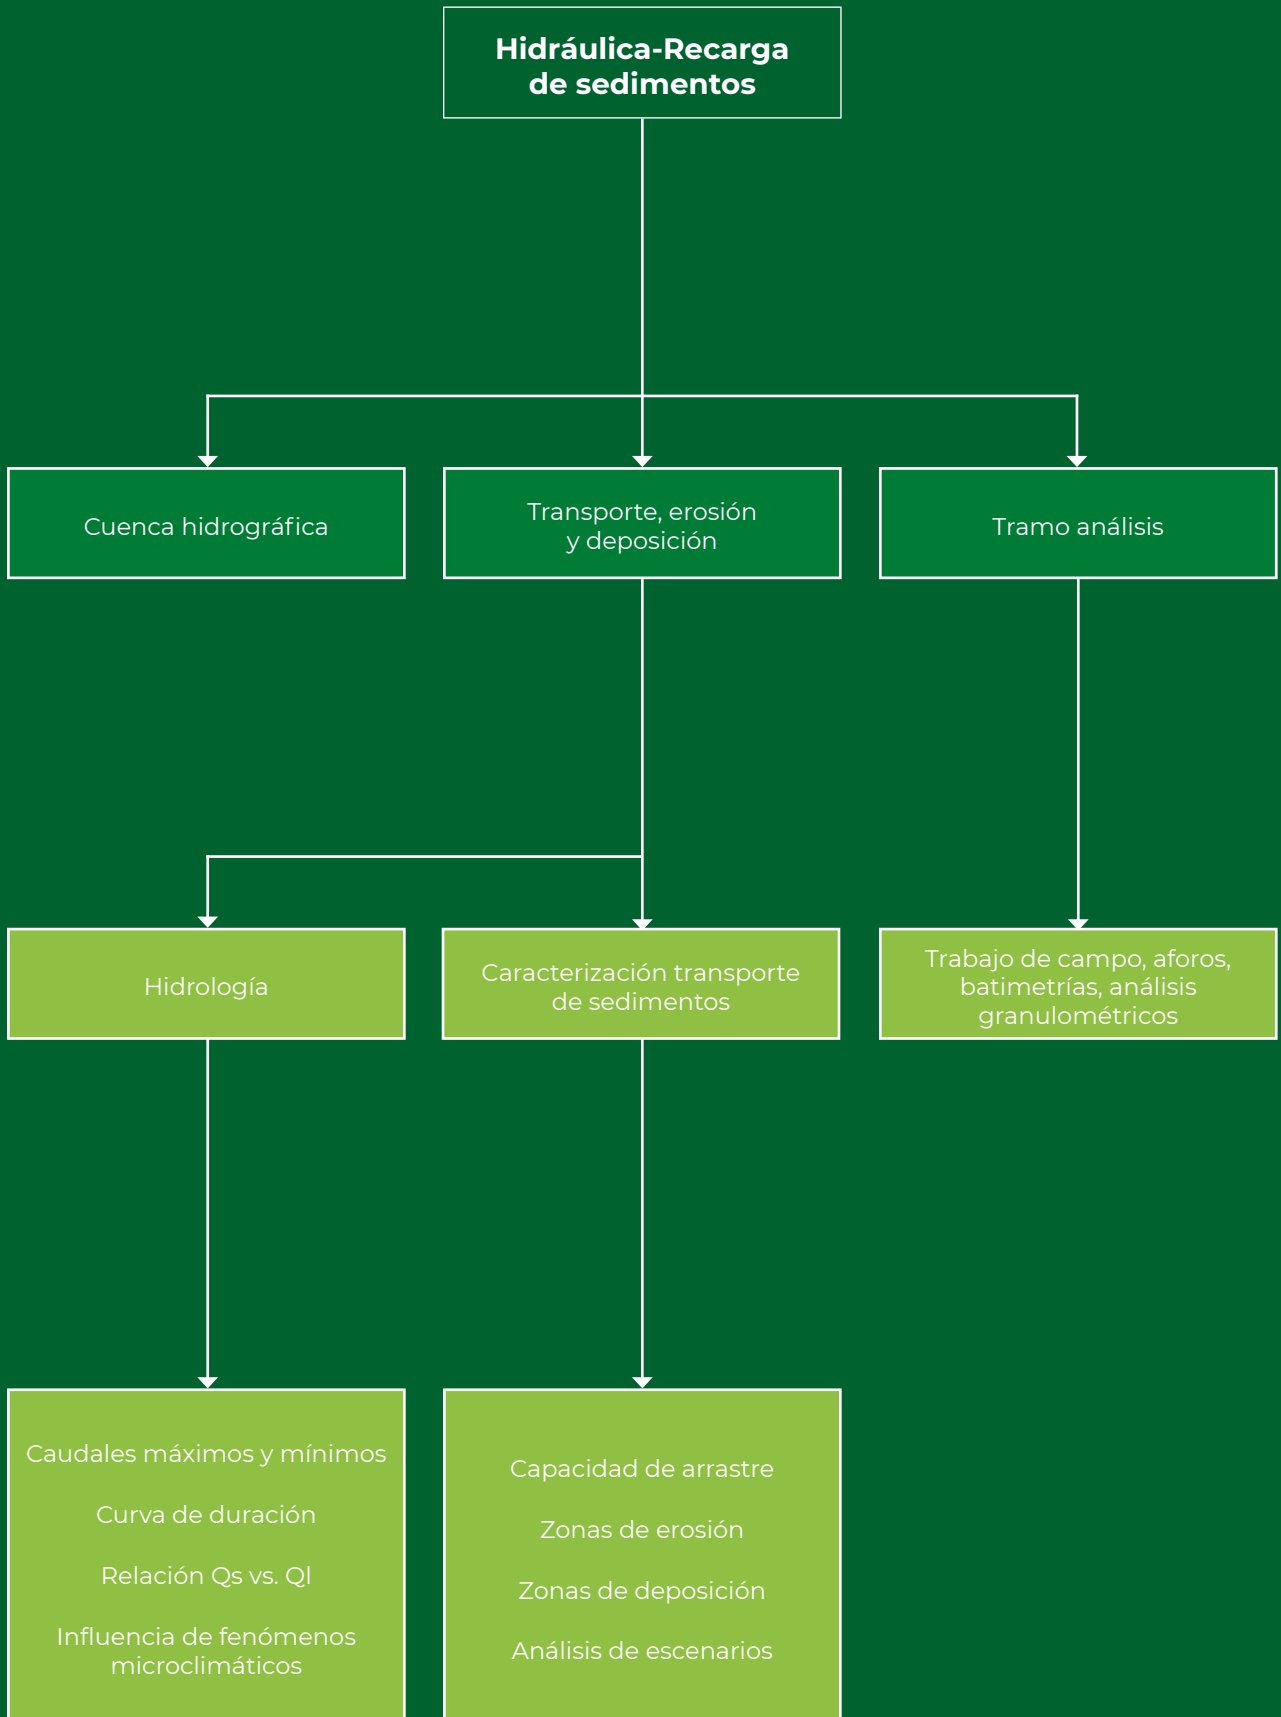 Hidráulica-Recarga
de sedimentos
Cuenca hidrográfica
Transporte, erosión
y deposición
Tramo análisis
Hidrología
Caracterización transporte
de sedimentos
Trabajo de campo, aforos,
batimetrías, análisis
granulométricos
Caudales máximos y mínimos
Curva de duración
Relación Qs vs. Ql
Influencia de fenómenos
microclimáticos
Capacidad de arrastre
Zonas de erosión
Zonas de deposición
Análisis de escenarios